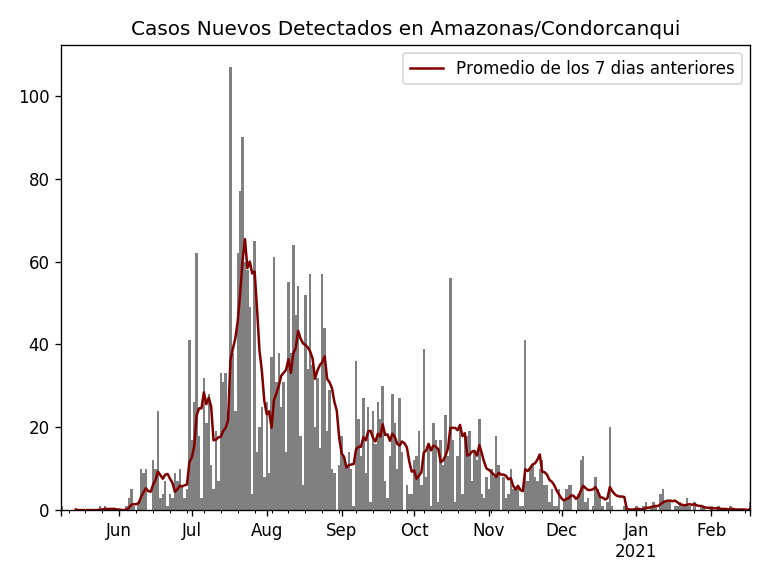 Casos Nuevos Detectados en Amazonas/Condorcanqui
Promedio de los 7 dias anteriores
100
80
60
40
20
0
Jun Jul Aug Sep Oct Nov Dec Jan Feb
2021